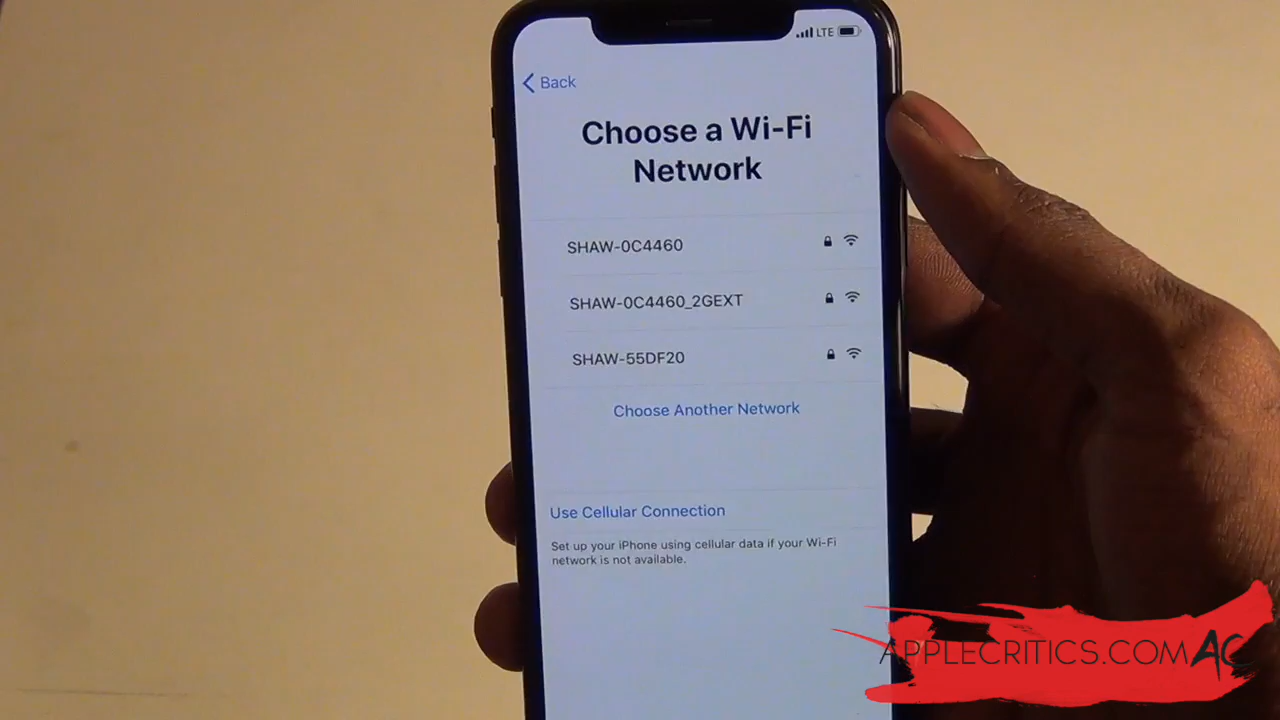 LTE
Back
Choose a Wi-Fi
Network
SHAW-0C4460
SHAW-0C4460_2GEXT
SHAW-55DF20
Choose Another Network
Use Cellular Connection
Set up your iPhone using cellular data if your Wi-Fi
network is not available.
APPLECRITICS.COM AC